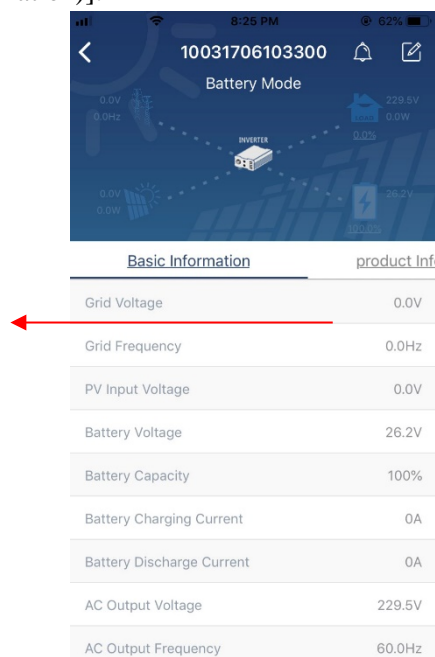 8:25 PM 62%
10031706103300
Battery Mode
0.0V
0.0Hz
229.5V
0.0W
0.0%
INVERTER
0.0V
0.0W
26.2V
100.0%
Basic Information product Inf
Grid Voltage 0.0V
Grid Frequency 0.0Hz
PV Input Voltage 0.0V
Battery Voltage 26.2V
Battery Capacity 100%
Battery Charging Current 0A
Battery Discharge Current 0A
AC Output Voltage 229.5V
AC Output Frequency 60.0Hz